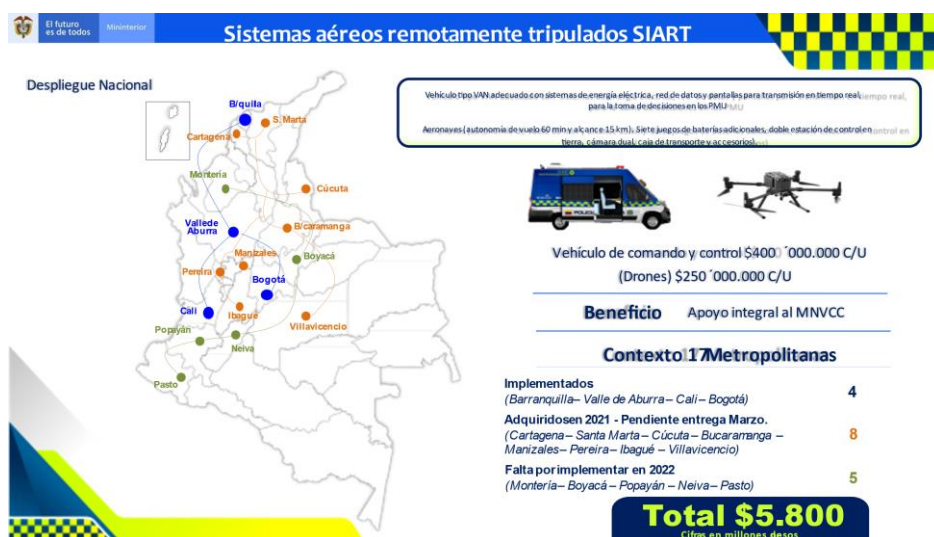 El futuro
es de todos
Mininterior
Sistemas aéreos remotamente tripulados SIART
Despliegue Nacional
Vehículo tipo VAN adecuado con sistemas de energía eléctrica, red de datos y pantallas para transmisión en tiempo real,
para la toma de decisiones en los PMU
Aeronaves (autonomía de vuelo 60 min y alcance 15 km), Siete juegos de baterías adicionales, doble estación de control en
tierra, cámara dual, caja de transporte y accesorios).
B/quilla
S. Marta
Cartagena
Montería
Cúcuta
Valle de
Aburra
B/caramanga
Boyacá
Manizales
Pereira
Bogotá
Cali
Ibagué
Villavicencio
Popayán
Neiva
Pasto
POLICÍA
Vehículo de comando y control $400 ´000.000 C/U
(Drones) $250 ´000.000 C/U
Beneficio Apoyo integral al MNVCC
Contexto 17 Metropolitanas
Implementados
(Barranquilla– Valle de Aburra – Cali – Bogotá) 4
Adquiridos en 2021 - Pendiente entrega Marzo.
(Cartagena – Santa Marta – Cúcuta – Bucaramanga –
Manizales – Pereira – Ibagué – Villavicencio) 8
Falta por implementar en 2022
(Montería – Boyacá – Popayán – Neiva – Pasto) 5
Total $5.800
Cifras en millones desos